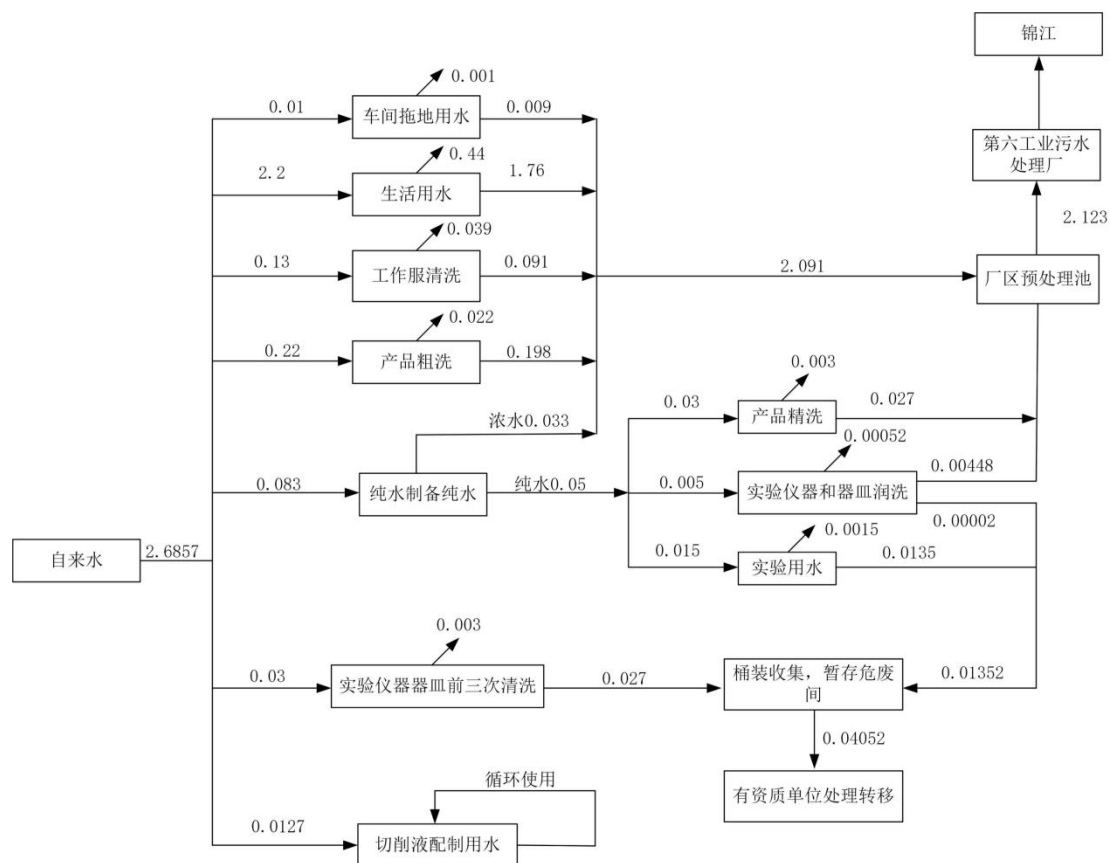 锦江
0.001
0.01
车间拖地用水
0.009
第六工业污水
处理厂
0.44
2.2
生活用水
1.76
2.123
0.039
0.13
工作服清洗
0.091
2.091
厂区预处理池
0.022
0.22
产品粗洗
0.198
0.003
0.03
产品精洗
0.027
浓水0.033
0.00052
0.083
纯水制备纯水
纯水0.05
0.005
实验仪器和器皿润洗
0.00448
0.00002
0.0015
自来水
2.6857
0.015
实验用水
0.0135
0.003
0.03
实验仪器器皿前三次清洗
0.027
桶装收集，暂存危废
间
0.01352
0.04052
循环使用
有资质单位处理转移
0.0127
切削液配制用水